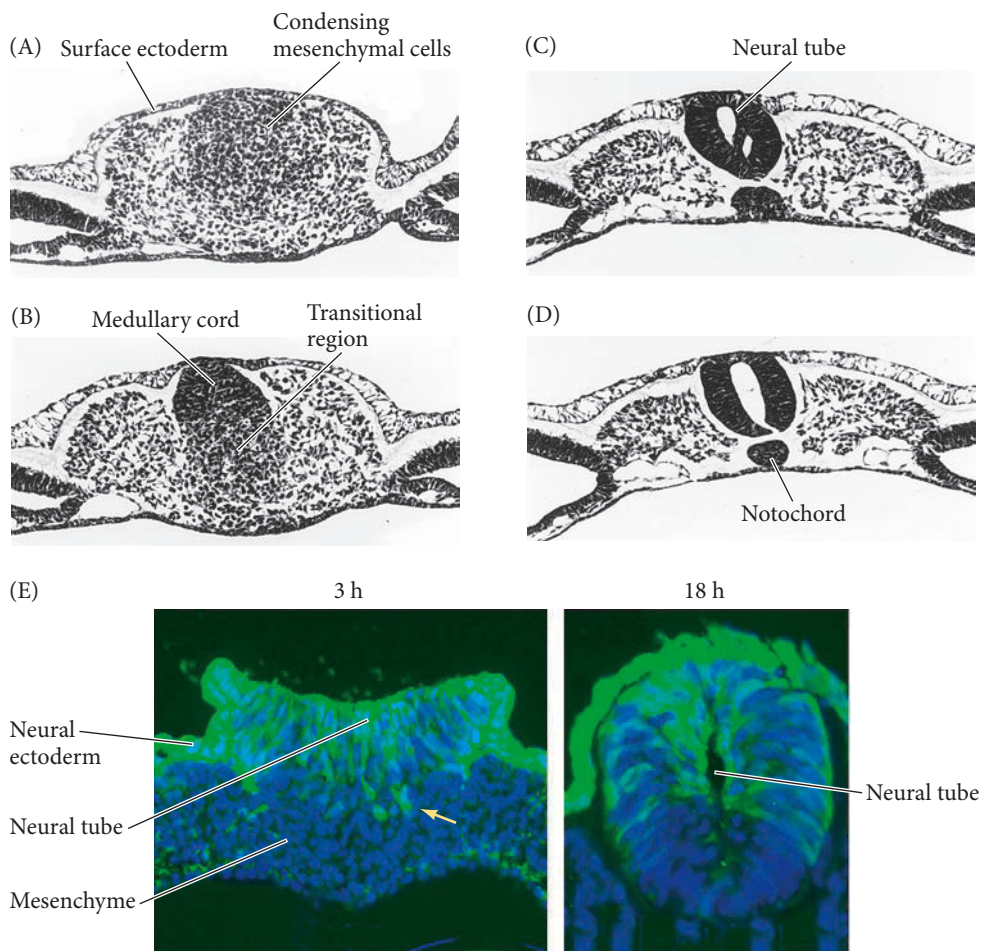 (A)
Surface ectoderm
Condensing
mesenchymal cells
(C)
Neural tube
(B)
Medullary cord
Transitional
region
(D)
Notochord
(E)
3 h
18 h
Neural
ectoderm
Neural tube
Mesenchyme
Neural tube